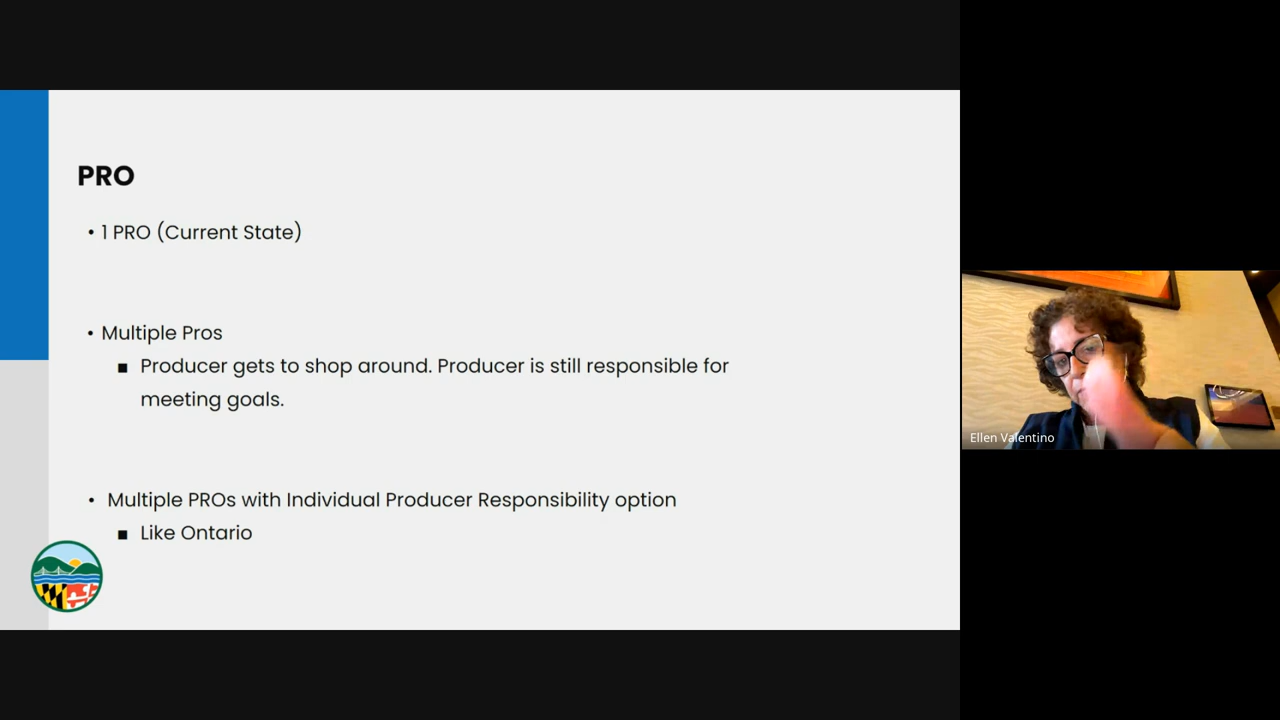 PRO
• 1 PRO (Current State)
• Multiple Pros
▪ Producer gets to shop around. Producer is still responsible for
meeting goals.
• Multiple PROs with Individual Producer Responsibility option
▪ Like Ontario
Ellen Valentino